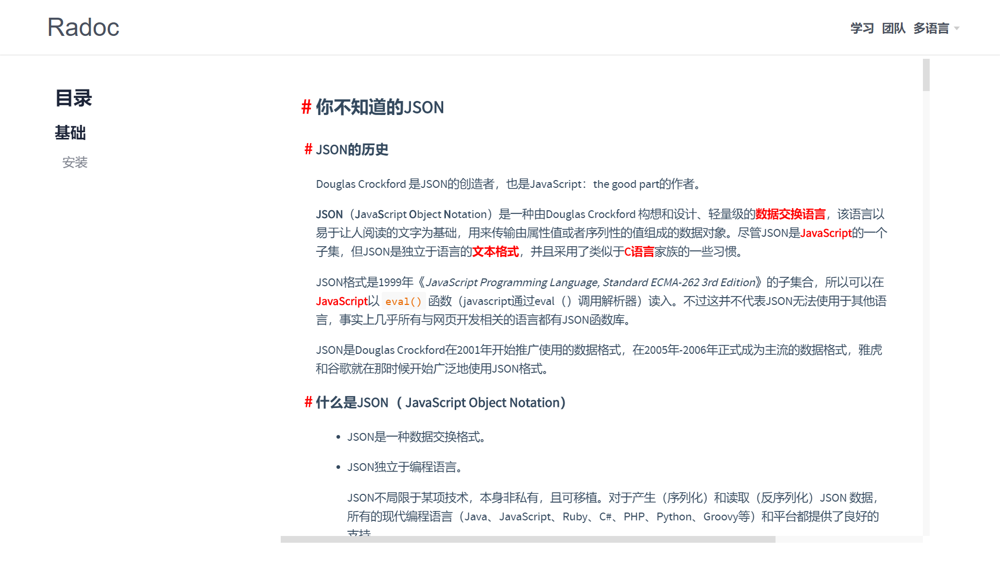 Radoc
学习 团队 多语言
目录
基础
安装
# 你不知道的JSON
# JSON的历史
Douglas Crockford 是JSON的创造者，也是JavaScript：the good part的作者。
JSON（JavaScript Object Notation）是一种由Douglas Crockford 构想和设计、轻量级的数据交换语言，该语言以
易于让人阅读的文字为基础，用来传输由属性值或者序列性的值组成的数据对象。尽管JSON是JavaScript的一个
子集，但JSON是独立于语言的文本格式，并且采用了类似于C语言家族的一些习惯。
JSON格式是1999年《JavaScript Programming Language, Standard ECMA-262 3rd Edition》的子集合，所以可以在
JavaScript以 eval() 函数（javascript通过eval（）调用解析器）读入。不过这并不代表JSON无法使用于其他语
言，事实上几乎所有与网页开发相关的语言都有JSON函数库。
JSON是Douglas Crockford在2001年开始推广使用的数据格式，在2005年-2006年正式成为主流的数据格式，雅虎
和谷歌就在那时候开始广泛地使用JSON格式。
# 什么是JSON（ JavaScript Object Notation）
• JSON是一种数据交换格式。
• JSON独立于编程语言。
JSON不局限于某项技术，本身非私有，且可移植。对于产生（序列化）和读取（反序列化）JSON 数据，
所有的现代编程语言（Java、JavaScript、Ruby、C#、PHP、Python、Groovy等）和平台都提供了良好的
支持